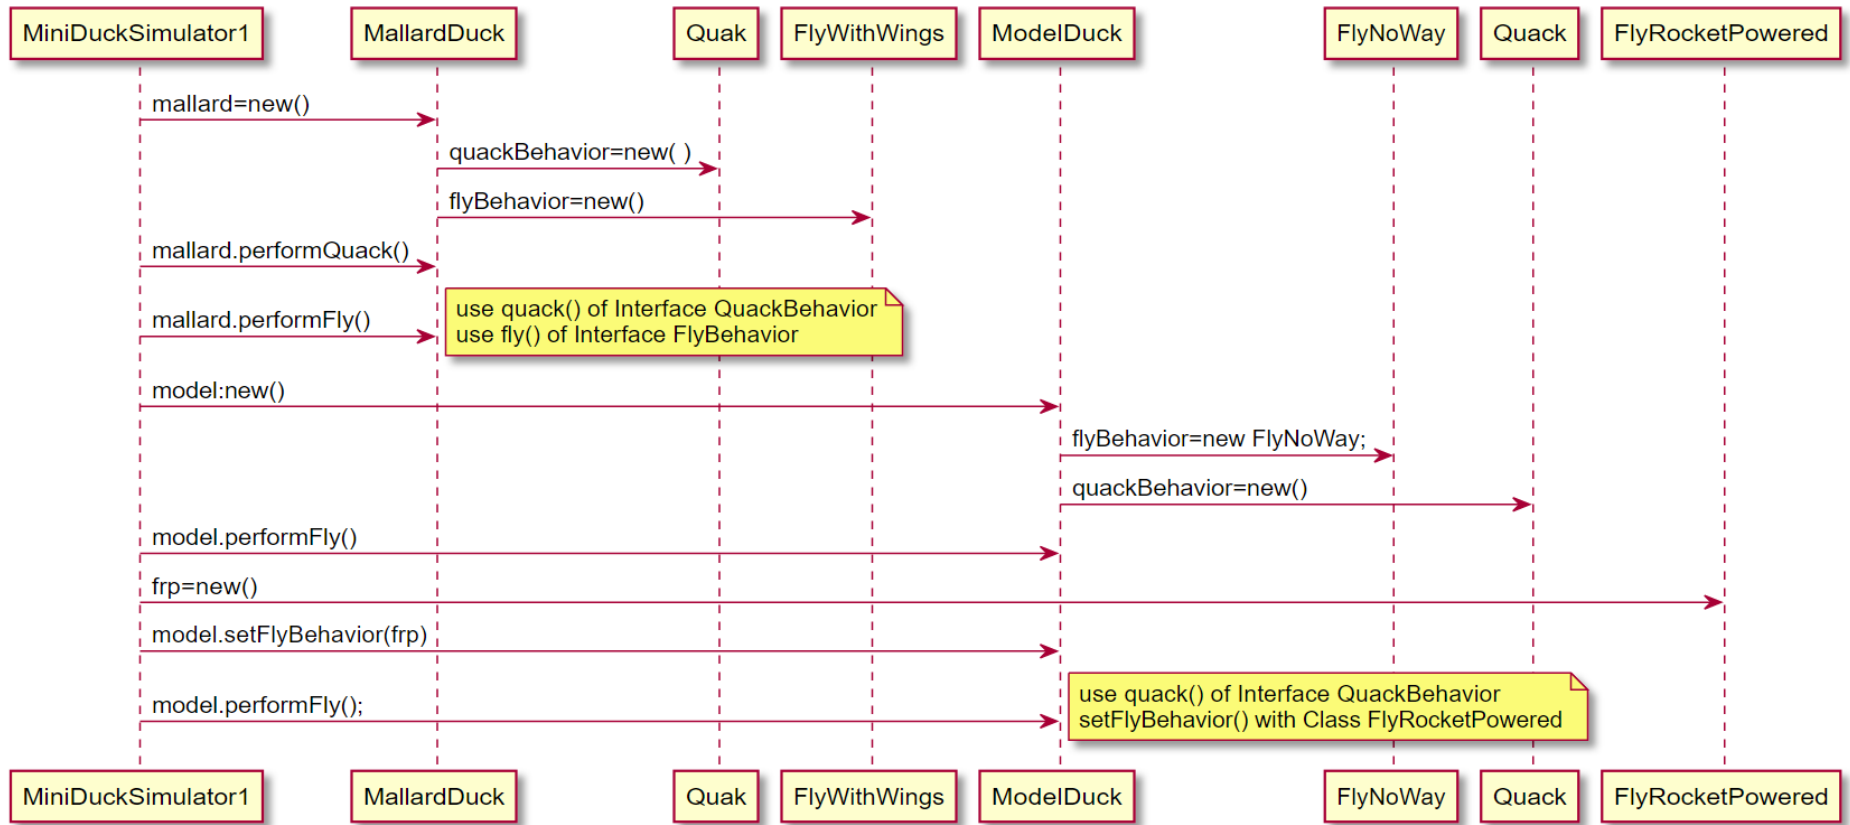 MiniDuckSimulator1 MallardDuck Quak FlyWithWings ModelDuck FlyNoWay Quack FlyRocketPowered
mallard=new()
quackBehavior=new( )
flyBehavior=new()
mallard.performQuack()
use quack() of Interface QuackBehavior
mallard.performFly()
use fly() of Interface FlyBehavior
model:new()
flyBehavior=new FlyNoWay;
quackBehavior=new()
model.performFly()
frp=new()
model.setFlyBehavior(frp)
use quack() of Interface QuackBehavior
model.performFly();
setFlyBehavior() with Class FlyRocketPowered
MiniDuckSimulator1 MallardDuck Quak FlyWithWings ModelDuck FlyNoWay Quack FlyRocketPowered